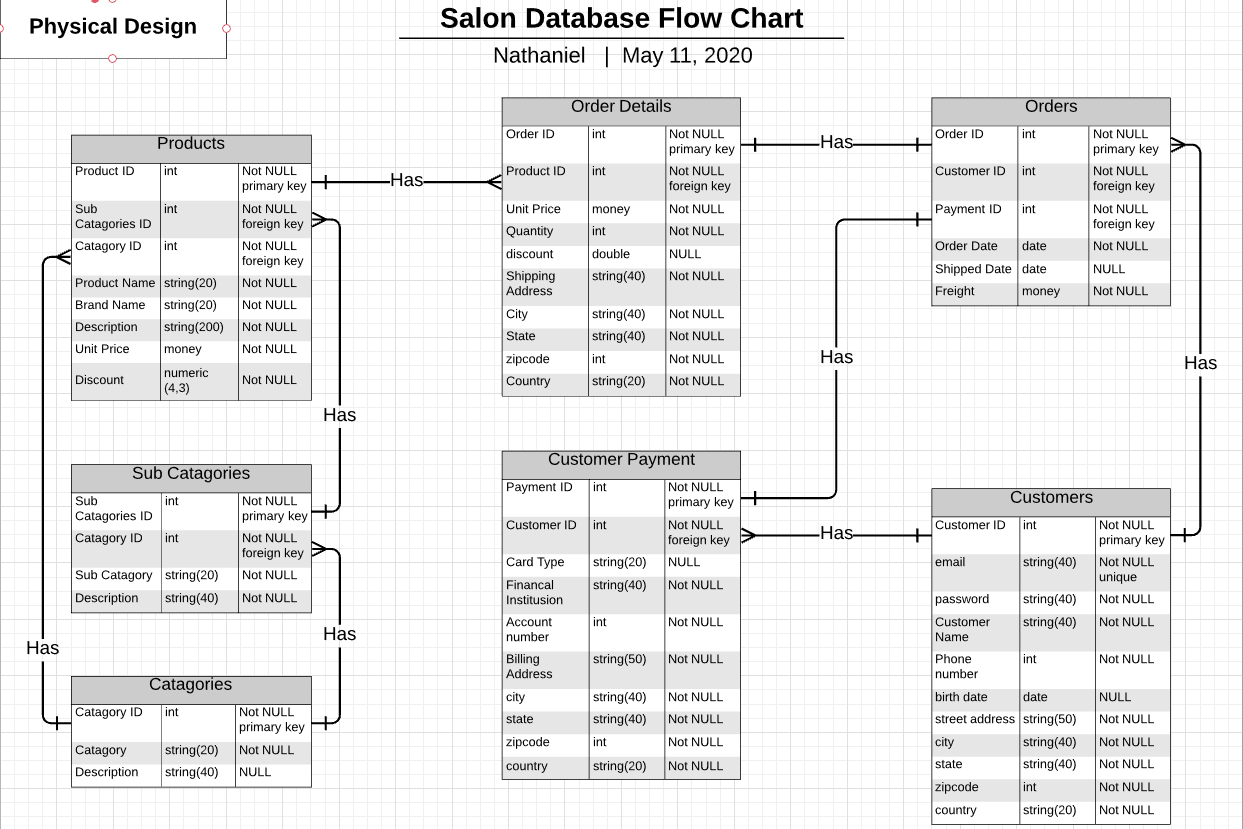 Physical Design
Salon Database Flow Chart
Nathaniel | May 11, 2020
Products
Product ID int Not NULL
primary key
Sub int Not NULL
Catagories ID foreign key
Catagory ID int Not NULL
foreign key
Product Name string(20) Not NULL
Brand Name string(20) Not NULL
Description string(200) Not NULL
Unit Price money Not NULL
Discount numeric Not NULL
(4,3)
Has
Order Details
Order ID int Not NULL
primary key
Product ID int Not NULL
foreign key
Unit Price money Not NULL
Quantity int Not NULL
discount double NULL
Shipping string(40) Not NULL
Address
City string(40) Not NULL
State string(40) Not NULL
zipcode int Not NULL
Country string(20) Not NULL
Has
Orders
Order ID int Not NULL
primary key
Customer ID int Not NULL
foreign key
Payment ID int Not NULL
foreign key
Order Date date Not NULL
Shipped Date date NULL
Freight money Not NULL
Has
Has
Has
Sub Catagories
Sub int Not NULL
Catagories ID primary key
Catagory ID int Not NULL
foreign key
Sub Catagory string(20) Not NULL
Description string(40) Not NULL
Has
Has
Catagories
Catagory ID int Not NULL
primary key
Catagory string(20) Not NULL
Description string(40) NULL
Customer Payment
Payment ID int Not NULL
primary key
Customer ID int Not NULL
foreign key
Card Type string(20) NULL
Financal string(40) Not NULL
Institusion
Account int Not NULL
number
Billing string(50) Not NULL
Address
city string(40) Not NULL
state string(40) Not NULL
zipcode int Not NULL
country string(20) Not NULL
Has
Customers
Customer ID int Not NULL
primary key
email string(40) Not NULL
unique
password string(40) Not NULL
Customer string(40) Not NULL
Name
Phone int Not NULL
number
birth date date NULL
street address string(50) Not NULL
city string(40) Not NULL
state string(40) Not NULL
zipcode int Not NULL
country string(20) Not NULL